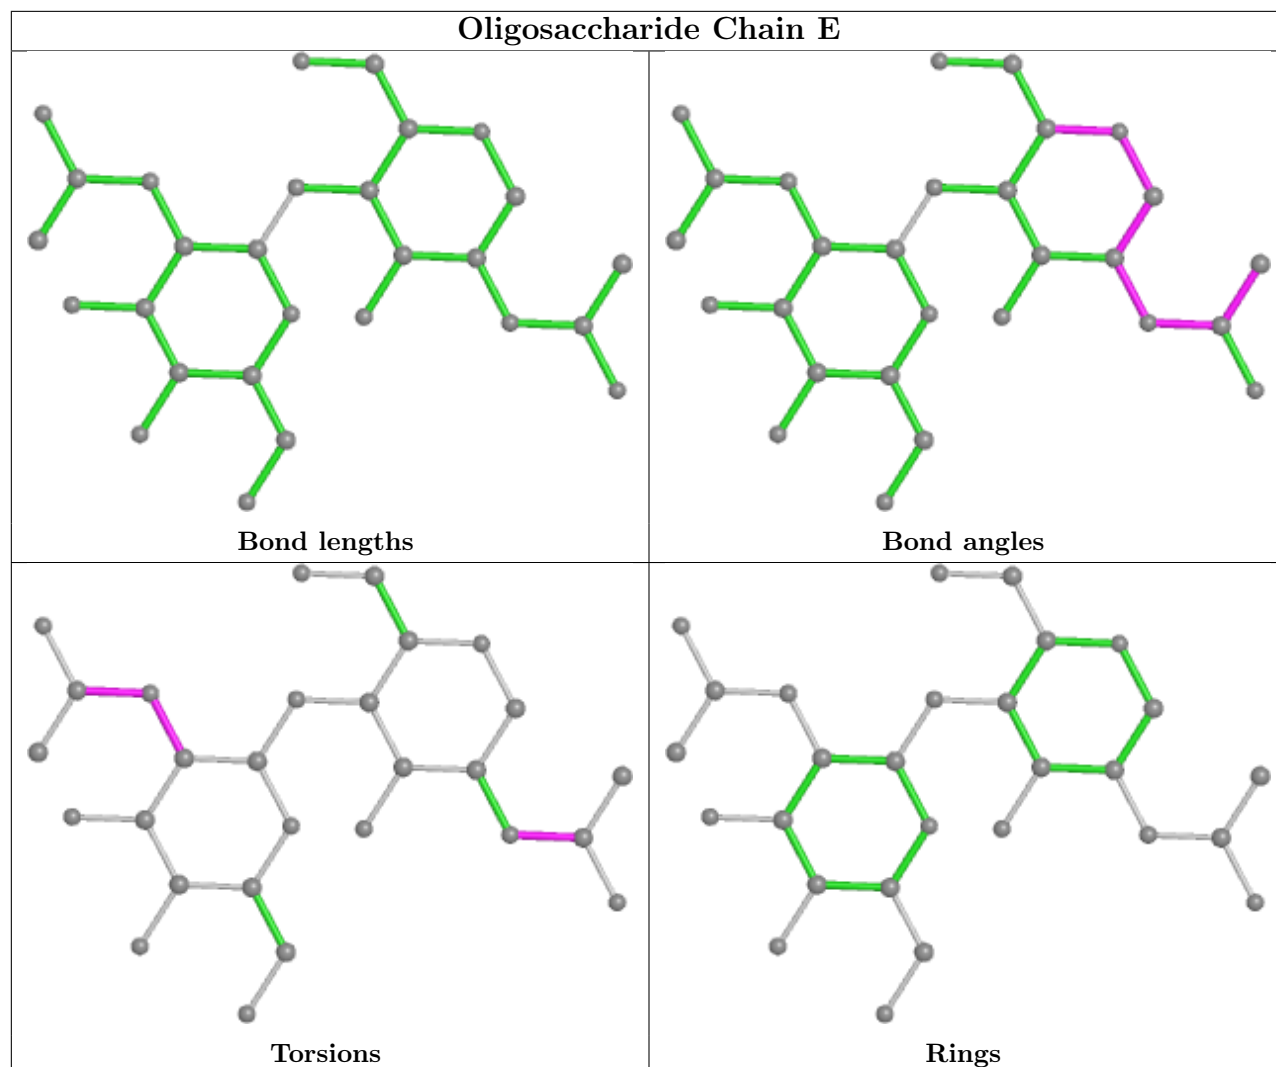 Oligosaccharide Chain E
Bond lengths
Bond angles
Torsions
Rings